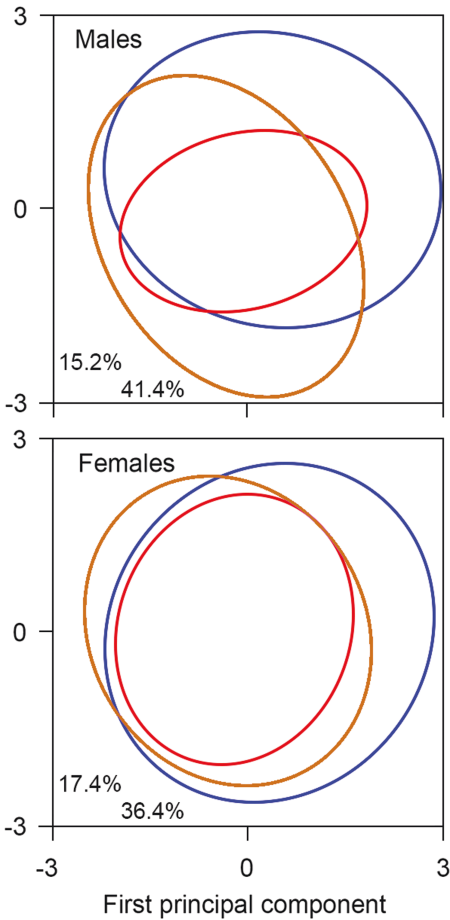 3
Males
0
15.2%
41.4%
-3
3
Females
0
17.4%
36.4%
-3
-3 0 3
First principal component